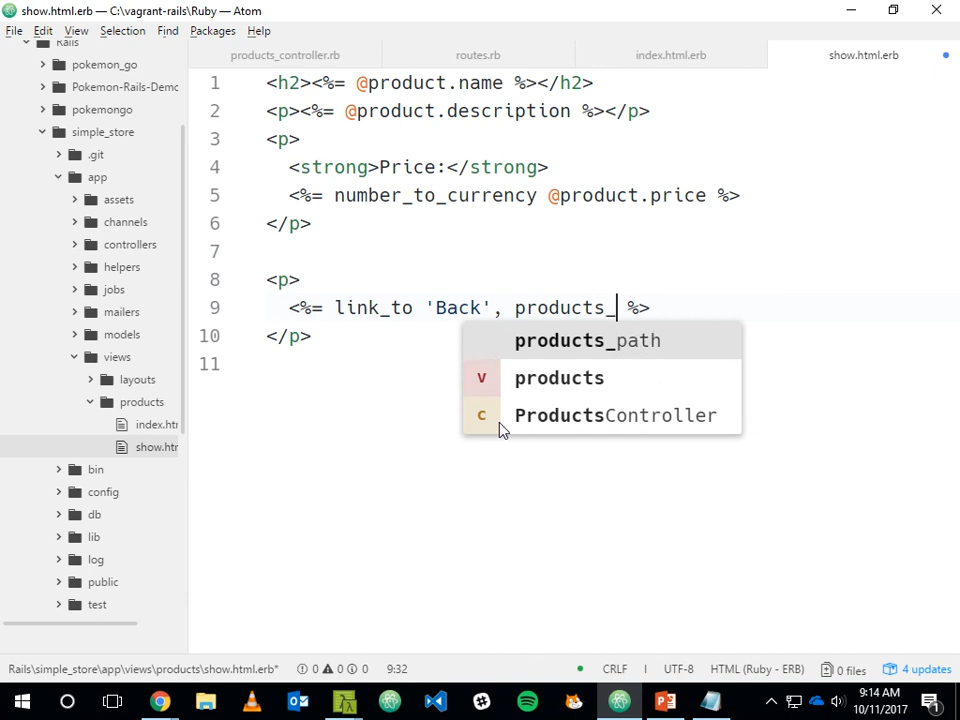 show.html.erb — C:\vagrant-rails\Ruby — Atom
File Edit View Selection Find Packages Help
products_controller.rb routes.rb index.html.erb show.html.erb
Rails
pokemon_go
Pokemon-Rails-Demo
pokemongo
simple_store
.git
app
assets
channels
controllers
helpers
jobs
mailers
models
views
layouts
products
index.htr
show.htr
bin
config
db
lib
log
public
test
1 <h2><%= @product.name %></h2>
2 <p><%= @product.description %></p>
3 <p>
4 <strong>Price:</strong>
5 <%= number_to_currency @product.price %>
6 </p>
7
8 <p>
9 <%= link_to 'Back', products_ %>
10 </p>
11
products_path
v products
c ProductsController
Rails\simple_store\app\views\products\show.html.erb* 0 0 0 9:32 CRLF UTF-8 HTML (Ruby - ERB) 0 files 4 updates
9:14 AM
10/11/2017
1